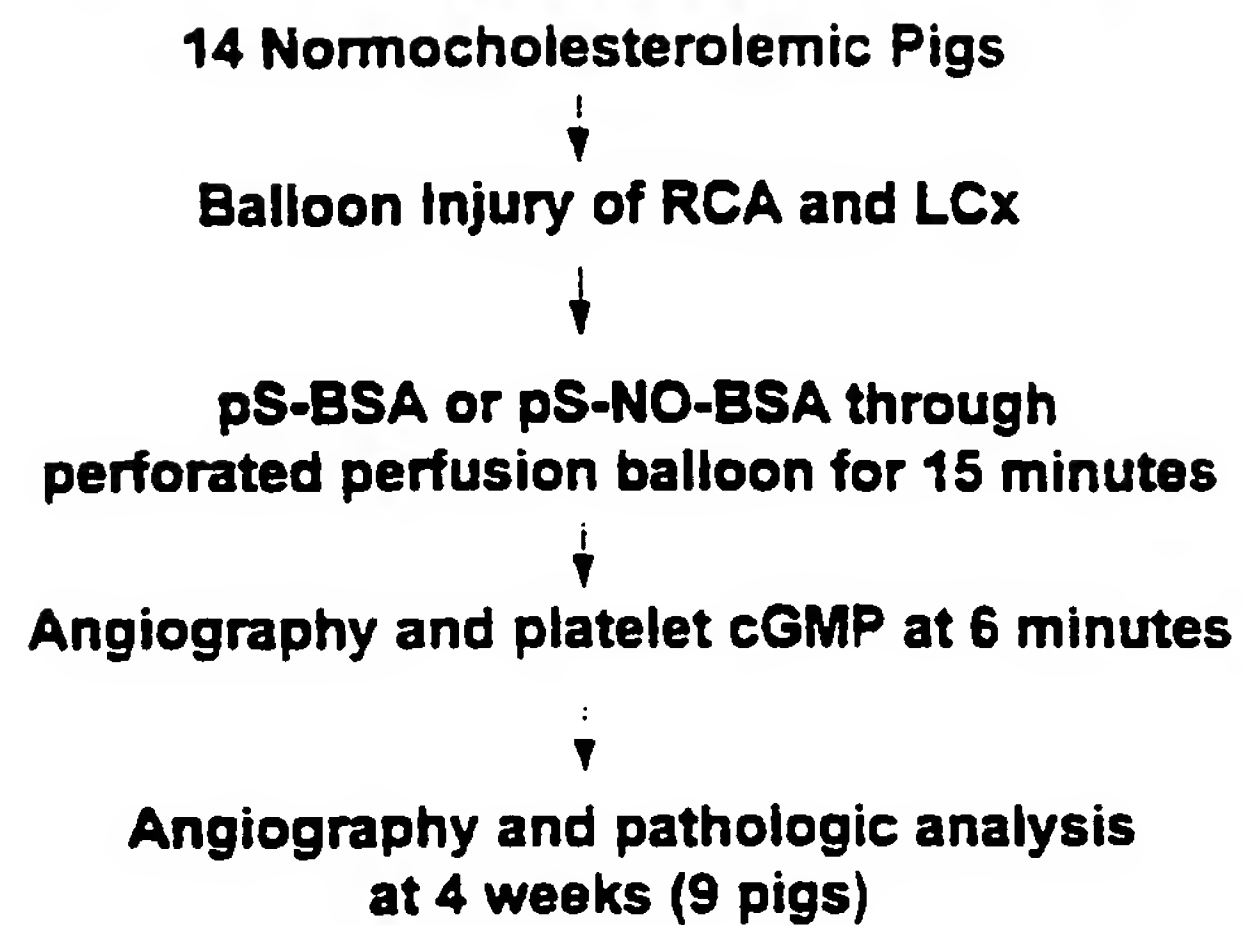 14 Normocholesterolemic Pigs
Balloon Injury of RCA and LCx
pS-BSA or pS-NO-BSA through
perforated perfusion balloon for 15 minutes
Angiography and platelet cGMP at 6 minutes
Angiography and pathologic analysis
at 4 weeks (9 pigs)